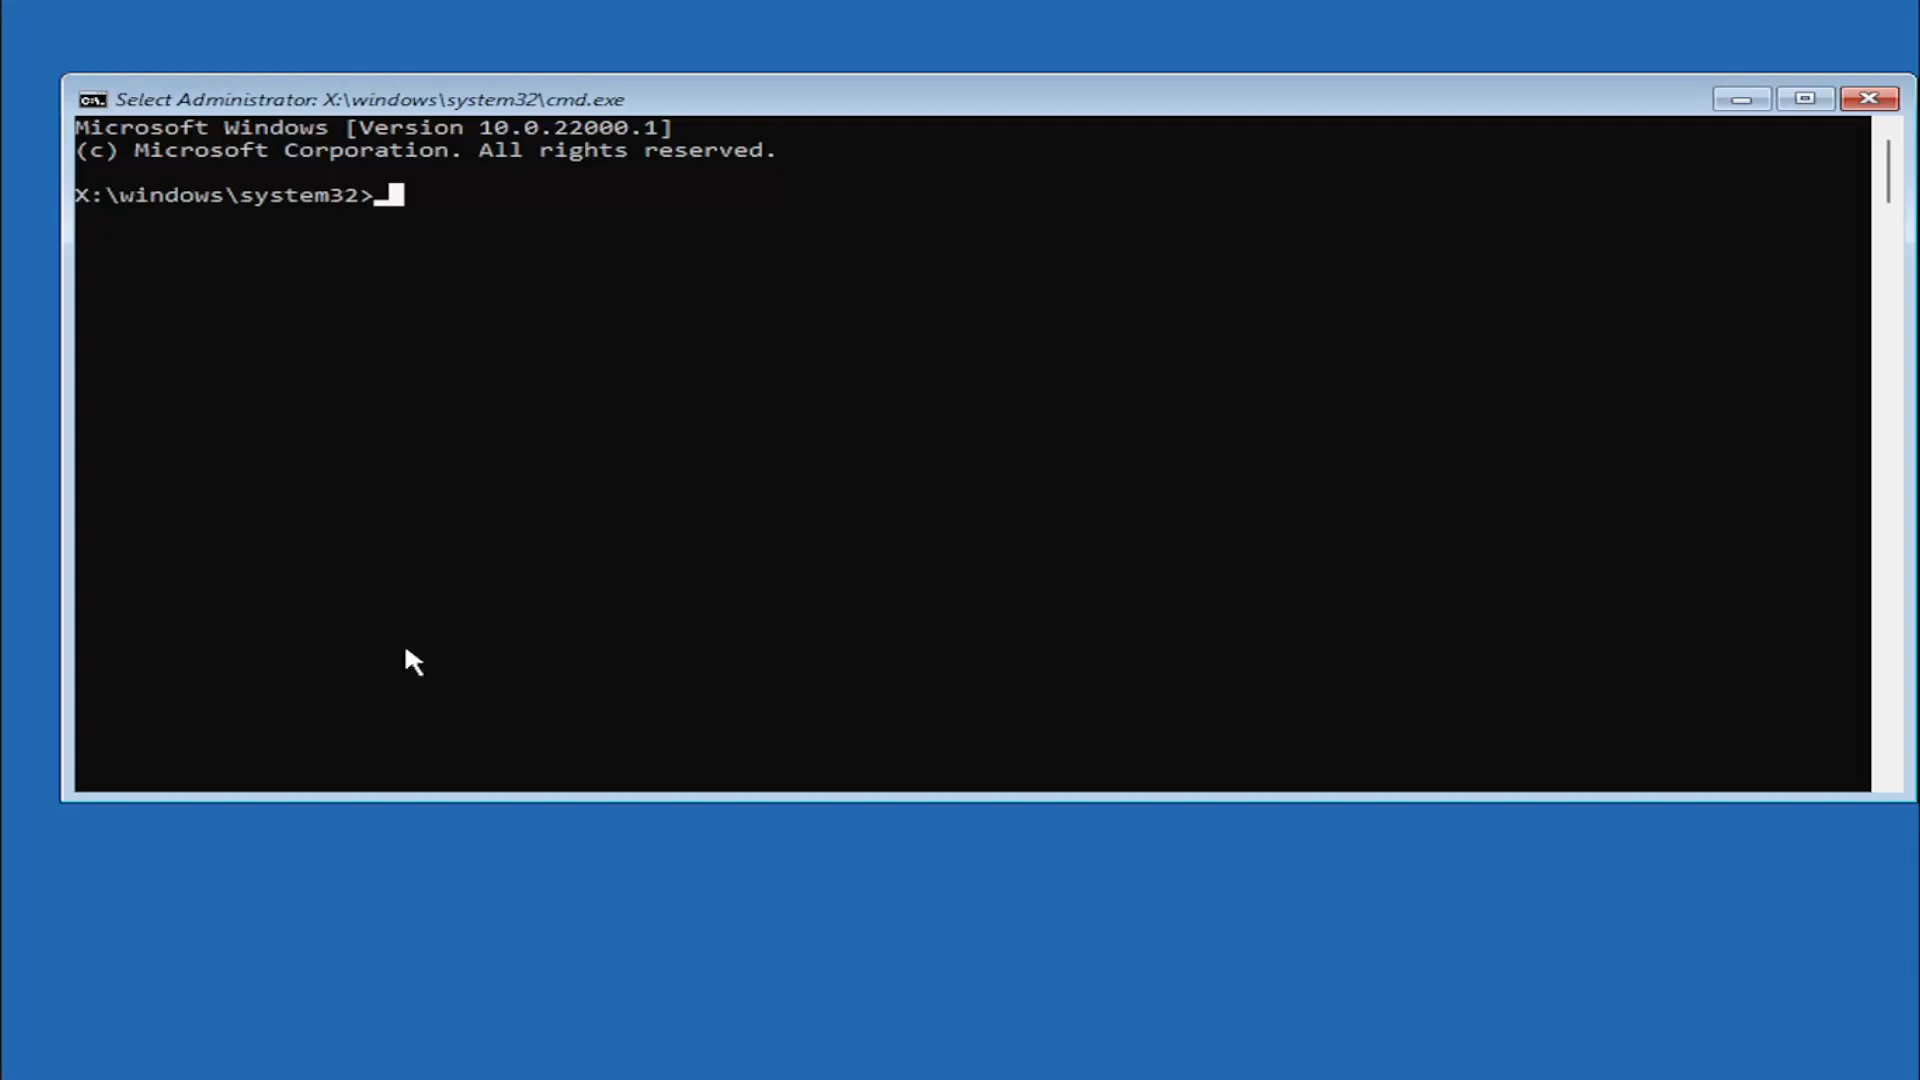 Select Administrator: X:\windows\system32\cmd.exe
Microsoft Windows [Version 10.0.22000.1]
(c) Microsoft Corporation. All rights reserved.
X:\windows\system32>